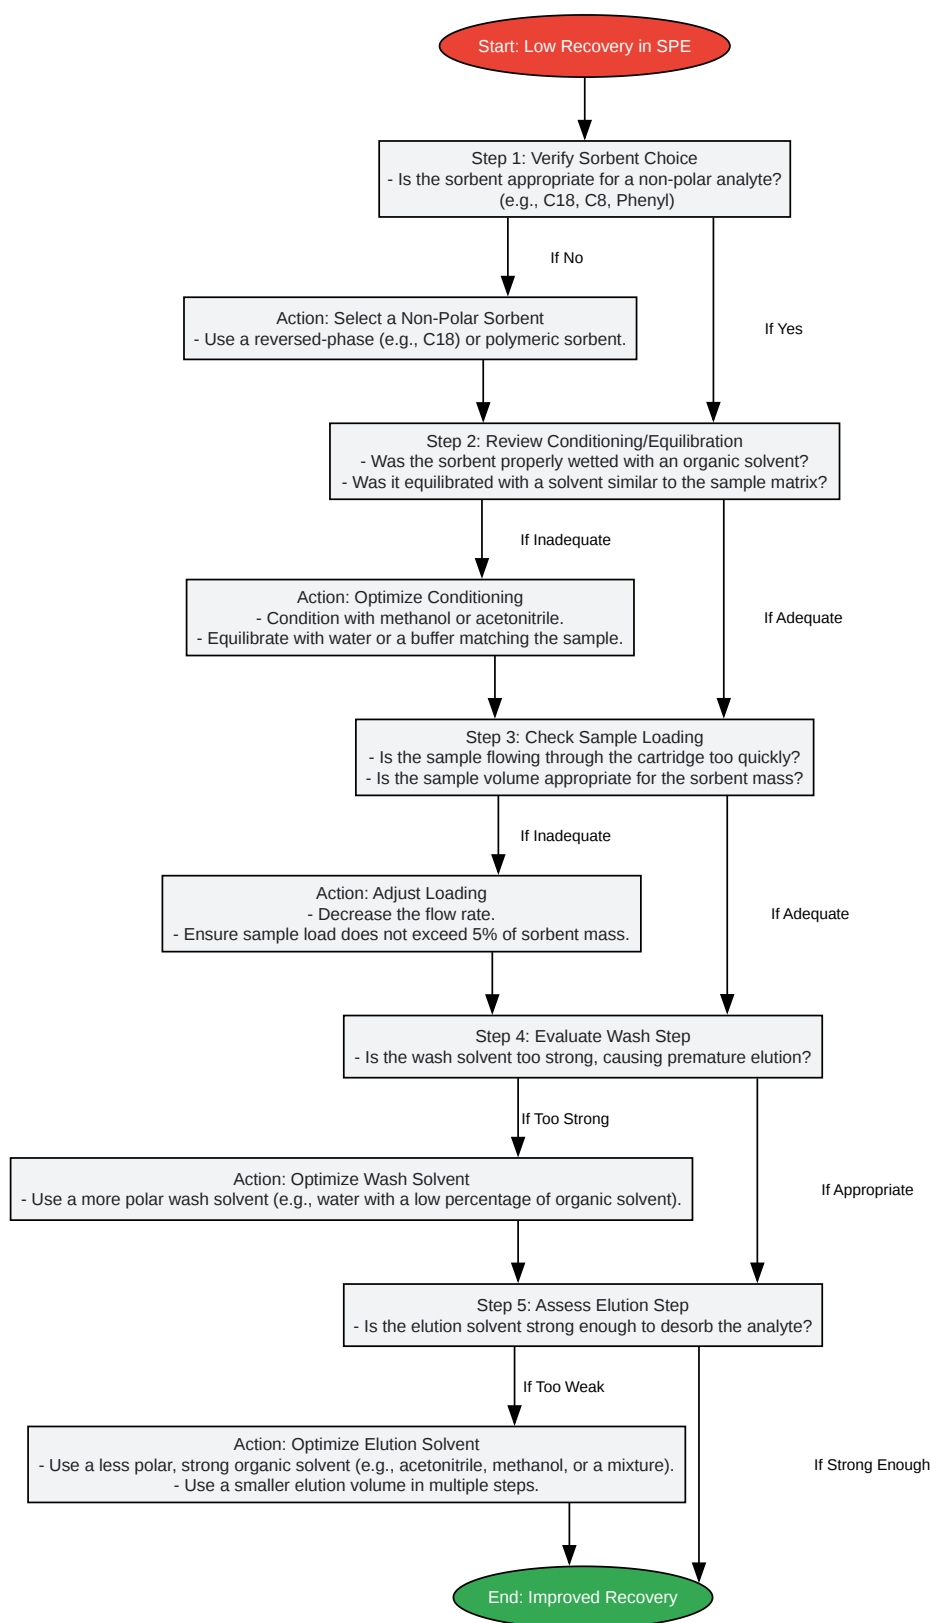 Start: Low Recovery in SPE
Step 1: Verify Sorbent Choice
- Is the sorbent appropriate for a non-polar analyte?
(e.g., C18, C8, Phenyl)
If No
Action: Select a Non-Polar Sorbent
- Use a reversed-phase (e.g., C18) or polymeric sorbent.
If Yes
Step 2: Review Conditioning/Equilibration
- Was the sorbent properly wetted with an organic solvent?
- Was it equilibrated with a solvent similar to the sample matrix?
If Inadequate
Action: Optimize Conditioning
- Condition with methanol or acetonitrile.
- Equilibrate with water or a buffer matching the sample.
If Adequate
Step 3: Check Sample Loading
- Is the sample flowing through the cartridge too quickly?
- Is the sample volume appropriate for the sorbent mass?
If Inadequate
Action: Adjust Loading
- Decrease the flow rate.
- Ensure sample load does not exceed 5% of sorbent mass.
If Adequate
Step 4: Evaluate Wash Step
- Is the wash solvent too strong, causing premature elution?
If Too Strong
Action: Optimize Wash Solvent
- Use a more polar wash solvent (e.g., water with a low percentage of organic solvent).
If Appropriate
Step 5: Assess Elution Step
- Is the elution solvent strong enough to desorb the analyte?
If Too Weak
Action: Optimize Elution Solvent
- Use a less polar, strong organic solvent (e.g., acetonitrile, methanol, or a mixture).
- Use a smaller elution volume in multiple steps.
If Strong Enough
End: Improved Recovery